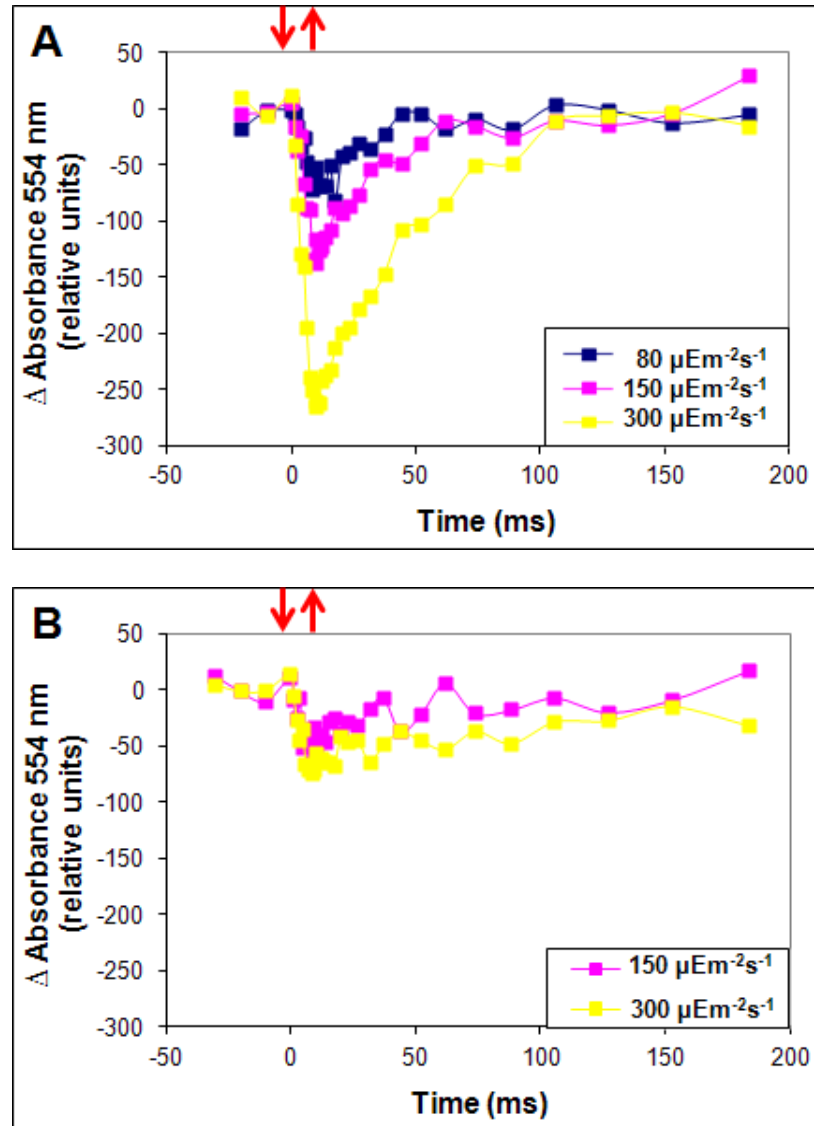 A
Δ Absorbance 554 nm
(relative units)
50
0
-50
-100
-150
-200
-250
-300
80 µEm-2s-1
150 µEm-2s-1
300 µEm-2s-1
-50
0
50
100
150
200
Time (ms)
B
Δ Absorbance 554 nm
(relative units)
50
0
-50
-100
-150
-200
-250
-300
150 µEm-2s-1
300 µEm-2s-1
-50
0
50
100
150
200
Time (ms)